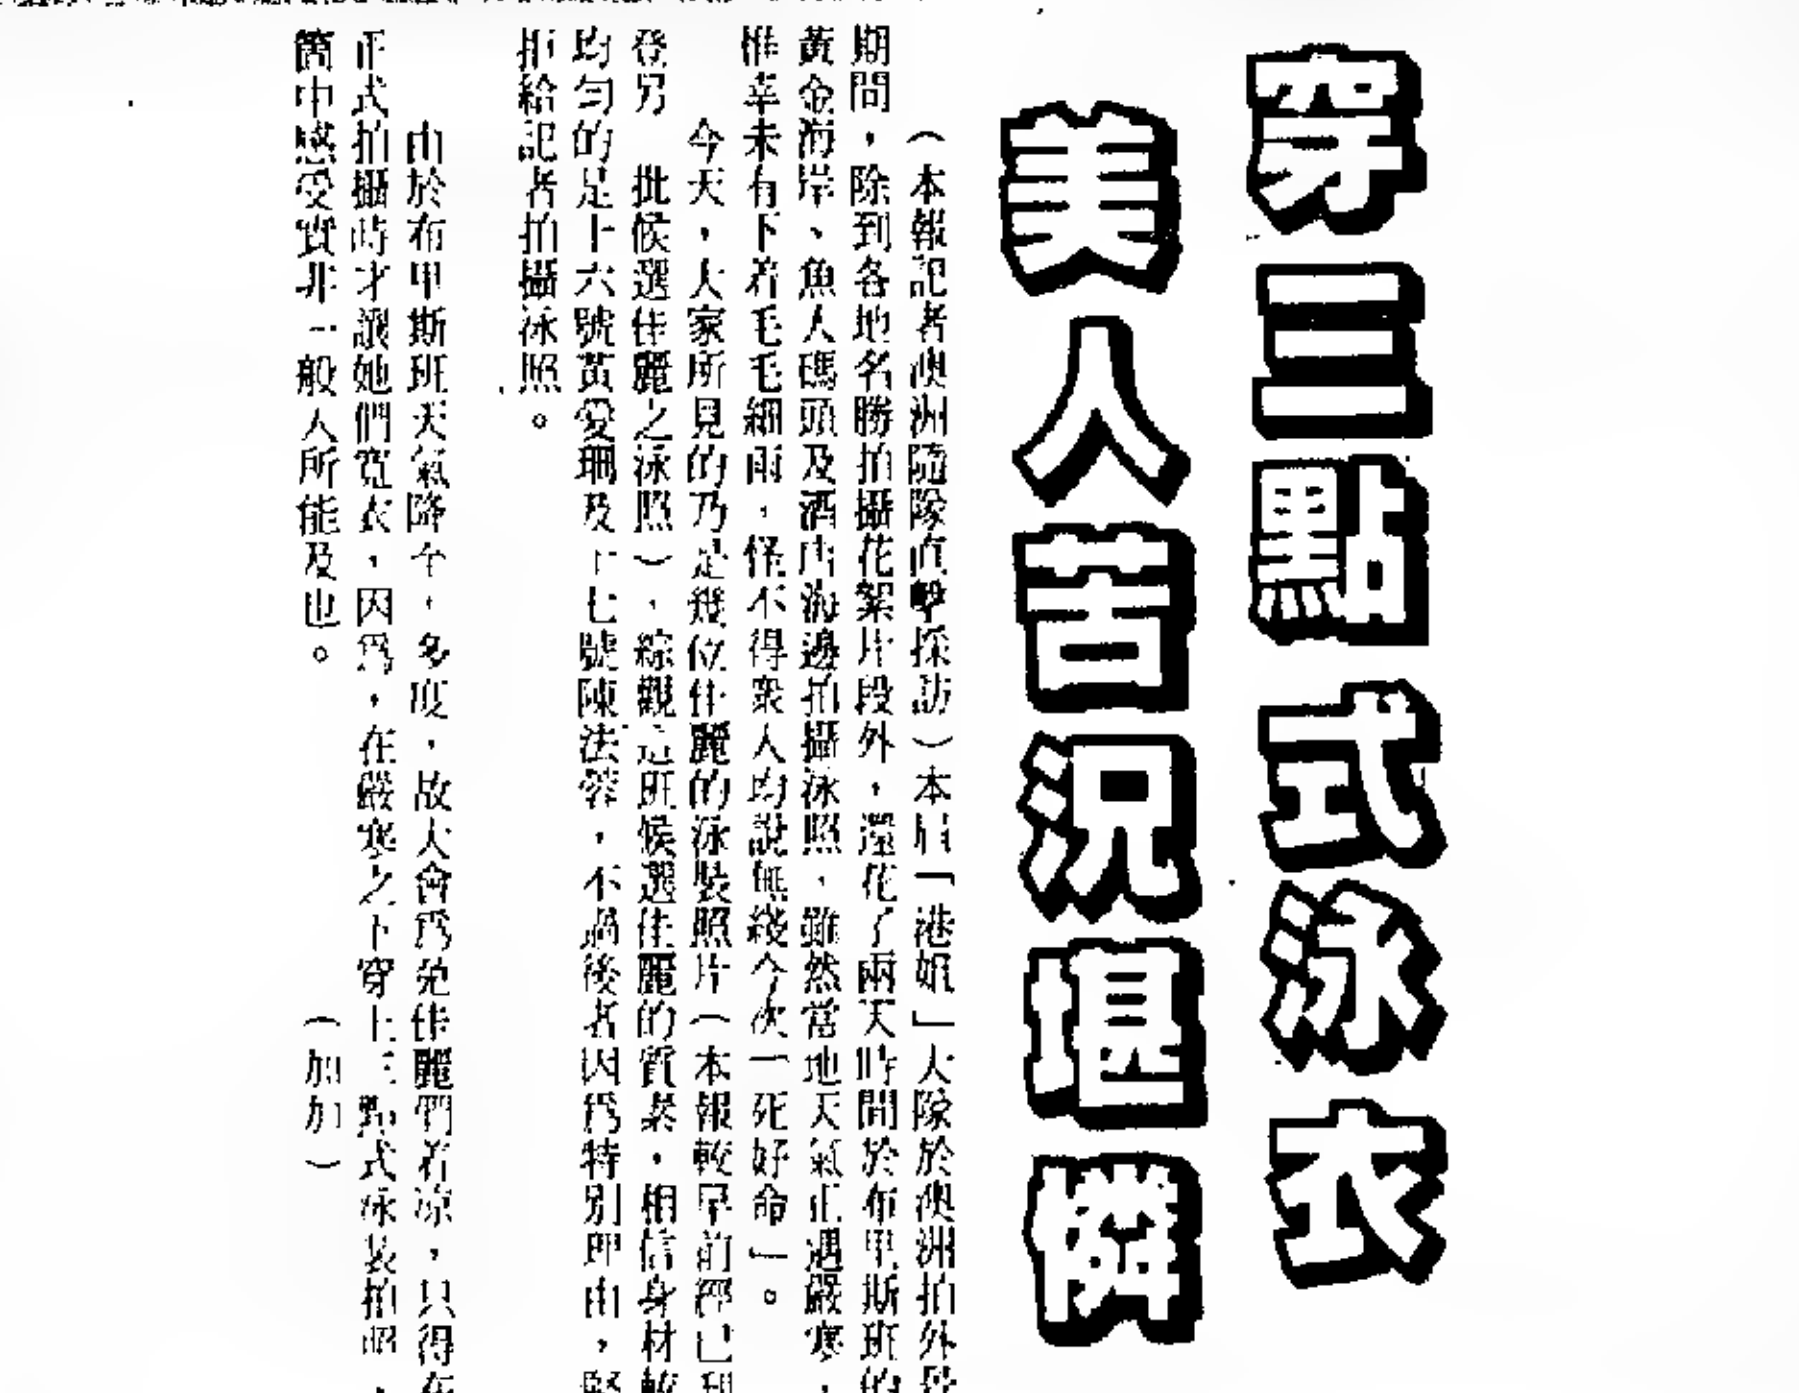 穿三點式泳衣
美人苦況堪憐
（本報記者澳洲隨隊直擊採訪）本屆「港姐」大隊於澳洲拍外景
期間，除到各地名勝拍攝花絮片段外，還花了兩天時間於布里斯班的
黃金海岸、魚人碼頭及酒店海邊拍攝泳照，雖然當地天氣正遇嚴寒，
惟幸未有下着毛毛細雨，怪不得衆人均說無綫今次「死好命」。
今天，大家所見的乃是幾位佳麗的泳裝照片（本報較早前經已刊
登另 批候選佳麗之泳照），綜觀這班候選佳麗的質素，相信身材較
均勻的是十六號黃愛珊及十七號陳法蓉，不過後者因爲特別理由，堅
拒給記者拍攝泳照。
由於布里斯班天氣降至 多度，故大會爲免佳麗們着凉，只得在
正式拍攝時才讓她們寬衣，因爲，在嚴寒之下穿上三點式泳裝拍照，
箇中感受實非一般人所能及也。
（加加）